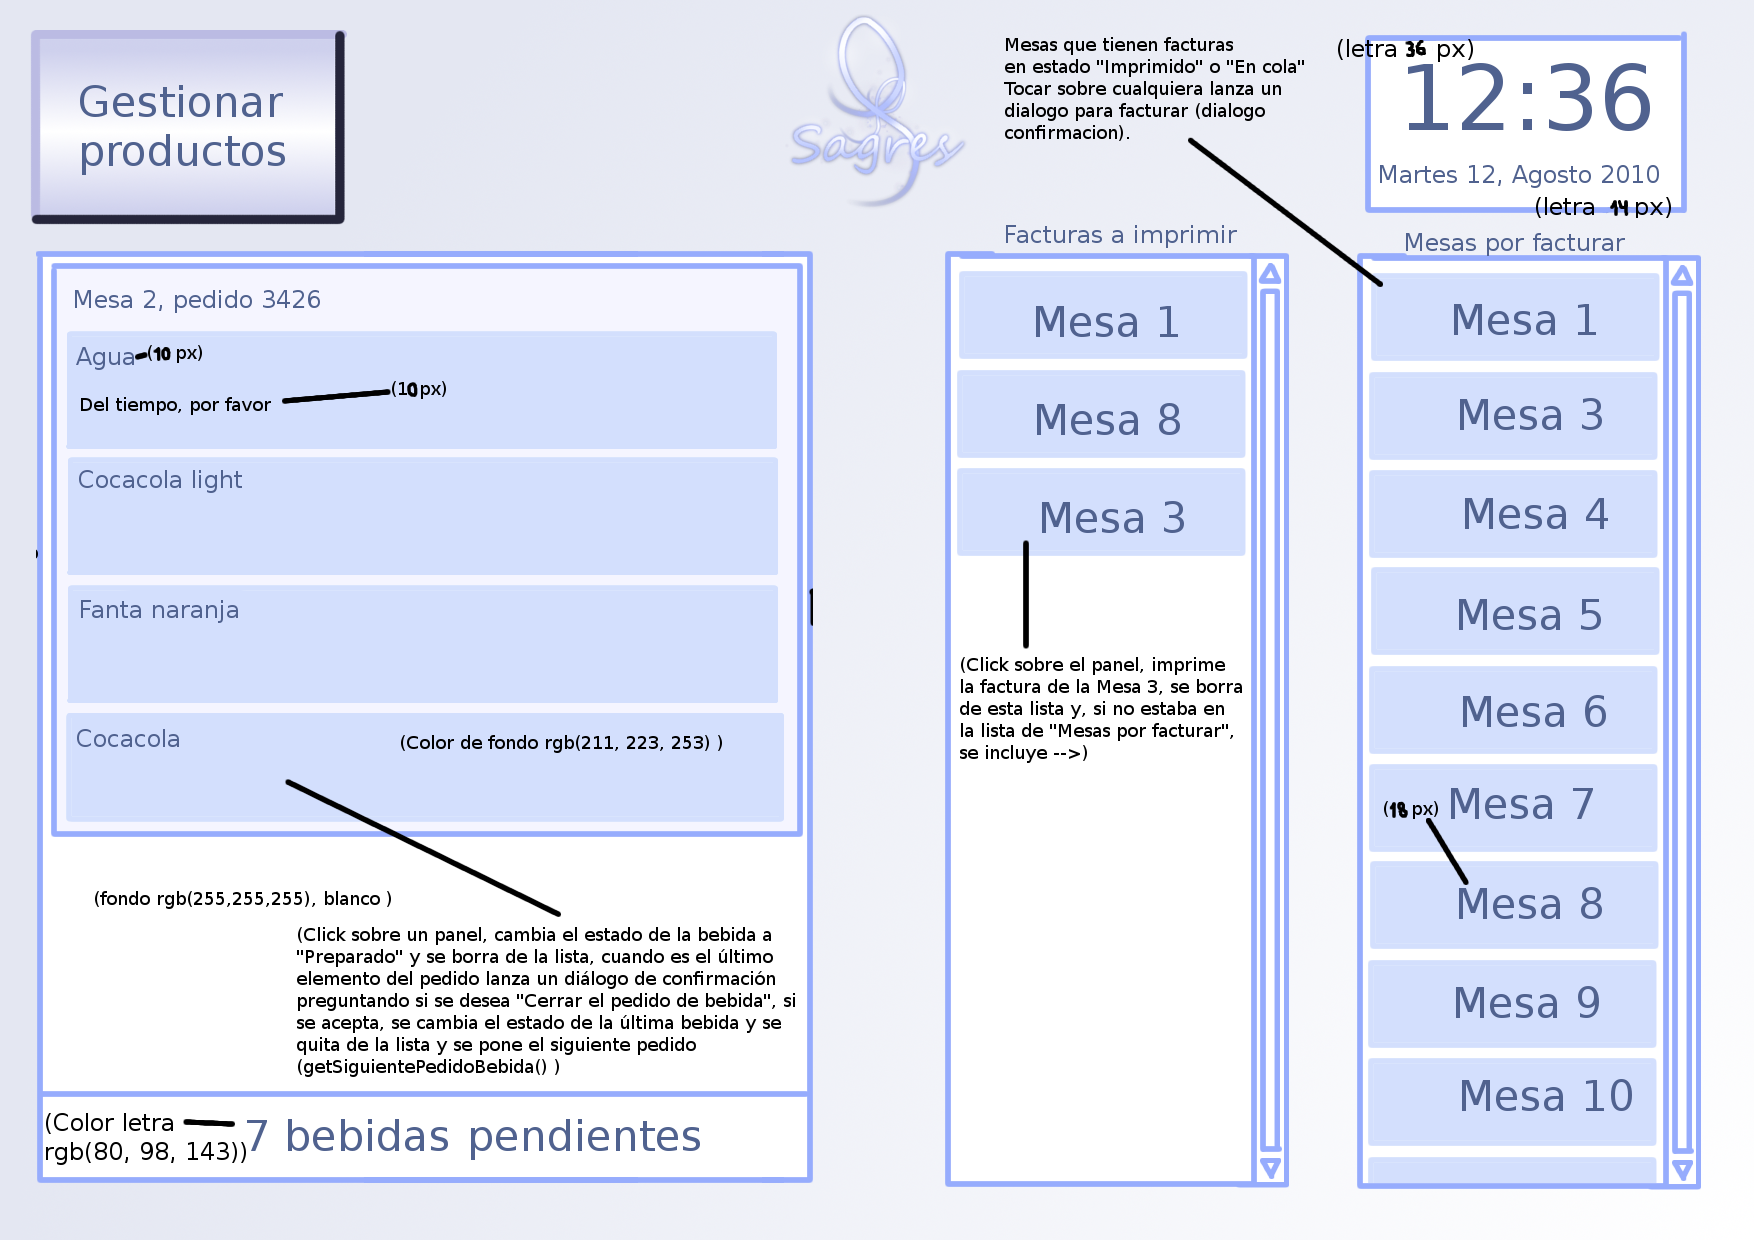 Gestionar
productos
Sagres
Mesas que tienen facturas
en estado "Imprimido" o "En cola"
Tocar sobre cualquiera lanza un
dialogo para facturar (dialogo
confirmacion).
(letra 36 px)
12:36
Martes 12, Agosto 2010
(letra 14 px)
Mesa 2, pedido 3426
Agua (10 px)
Del tiempo, por favor (10px)
Cocacola light
Fanta naranja
Cocacola (Color de fondo rgb(211, 223, 253) )
(fondo rgb(255,255,255), blanco )
(Click sobre un panel, cambia el estado de la bebida a
"Preparado" y se borra de la lista, cuando es el último
elemento del pedido lanza un diálogo de confirmación
preguntando si se desea "Cerrar el pedido de bebida", si
se acepta, se cambia el estado de la última bebida y se
quita de la lista y se pone el siguiente pedido
(getSiguientePedidoBebida() )
(Color letra
rgb(80, 98, 143))
7 bebidas pendientes
Facturas a imprimir
Mesa 1
Mesa 8
Mesa 3
(Click sobre el panel, imprime
la factura de la Mesa 3, se borra
de esta lista y, si no estaba en
la lista de "Mesas por facturar",
se incluye -->)
Mesas por facturar
Mesa 1
Mesa 3
Mesa 4
Mesa 5
Mesa 6
(18 px) Mesa 7
Mesa 8
Mesa 9
Mesa 10